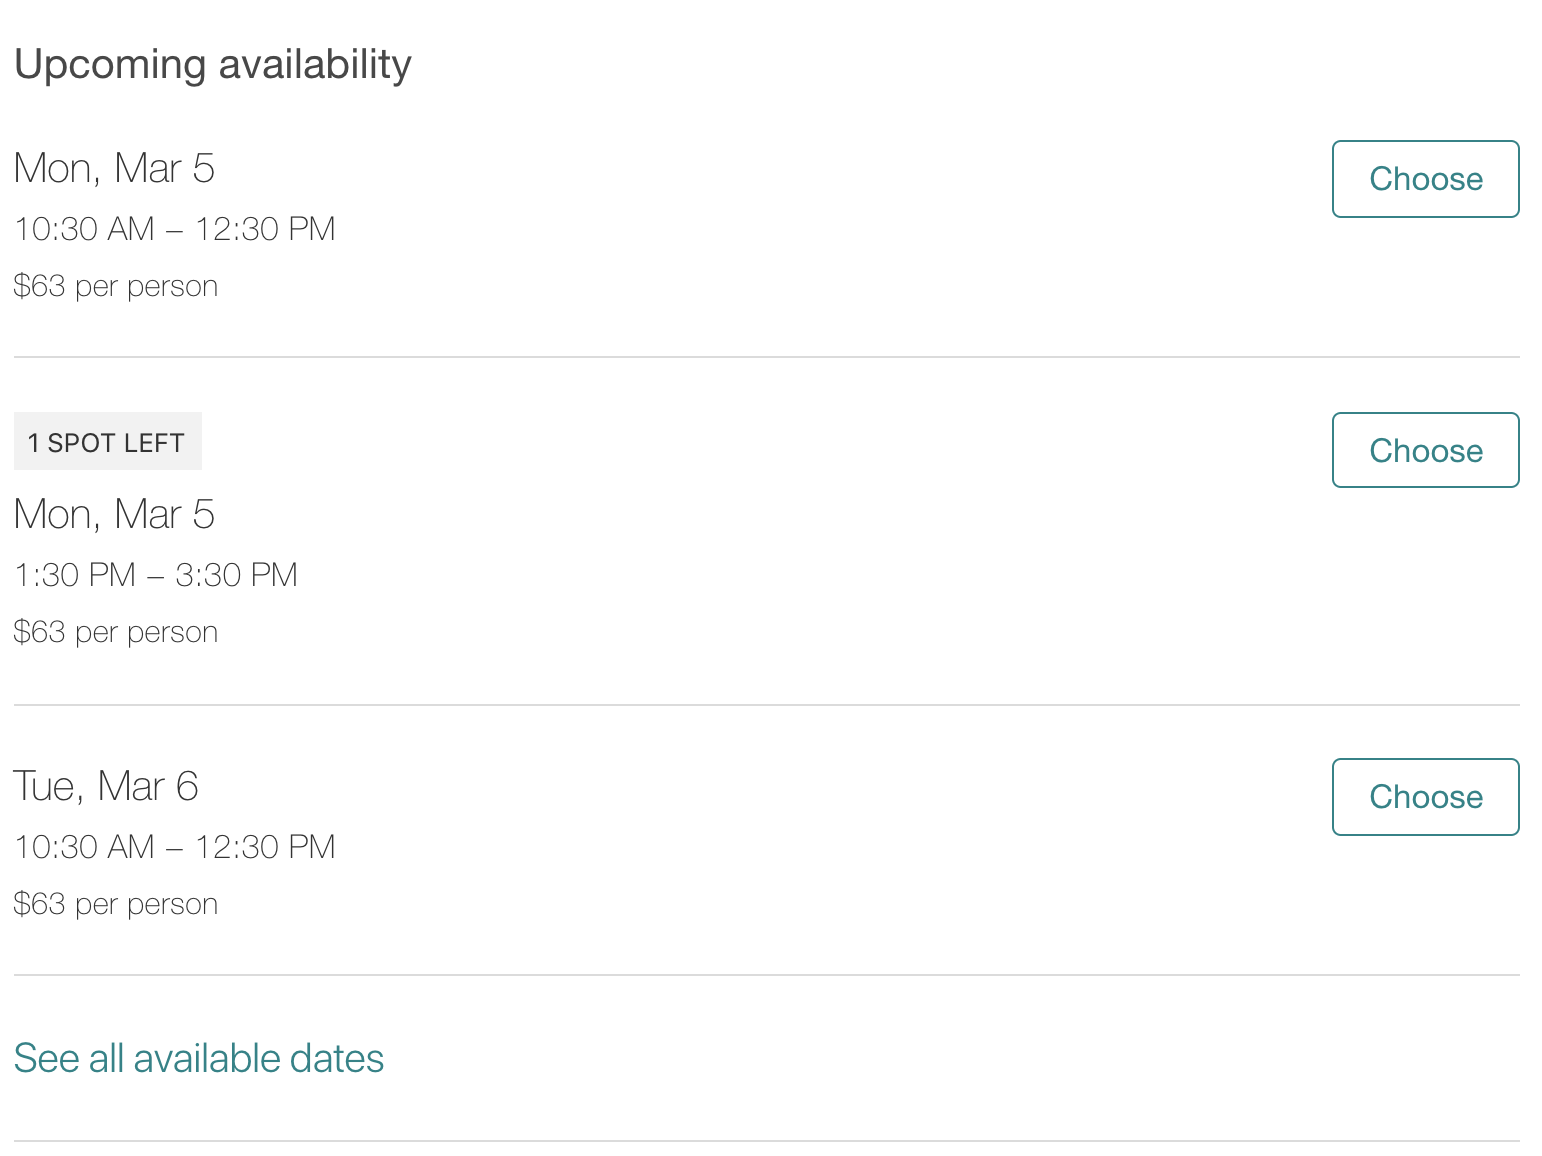 Upcoming availability
Mon, Mar 5
Choose
10:30 AM – 12:30 PM
$63 per person
1 SPOT LEFT
Choose
Mon, Mar 5
1:30 PM – 3:30 PM
$63 per person
Tue, Mar 6
Choose
10:30 AM – 12:30 PM
$63 per person
See all available dates